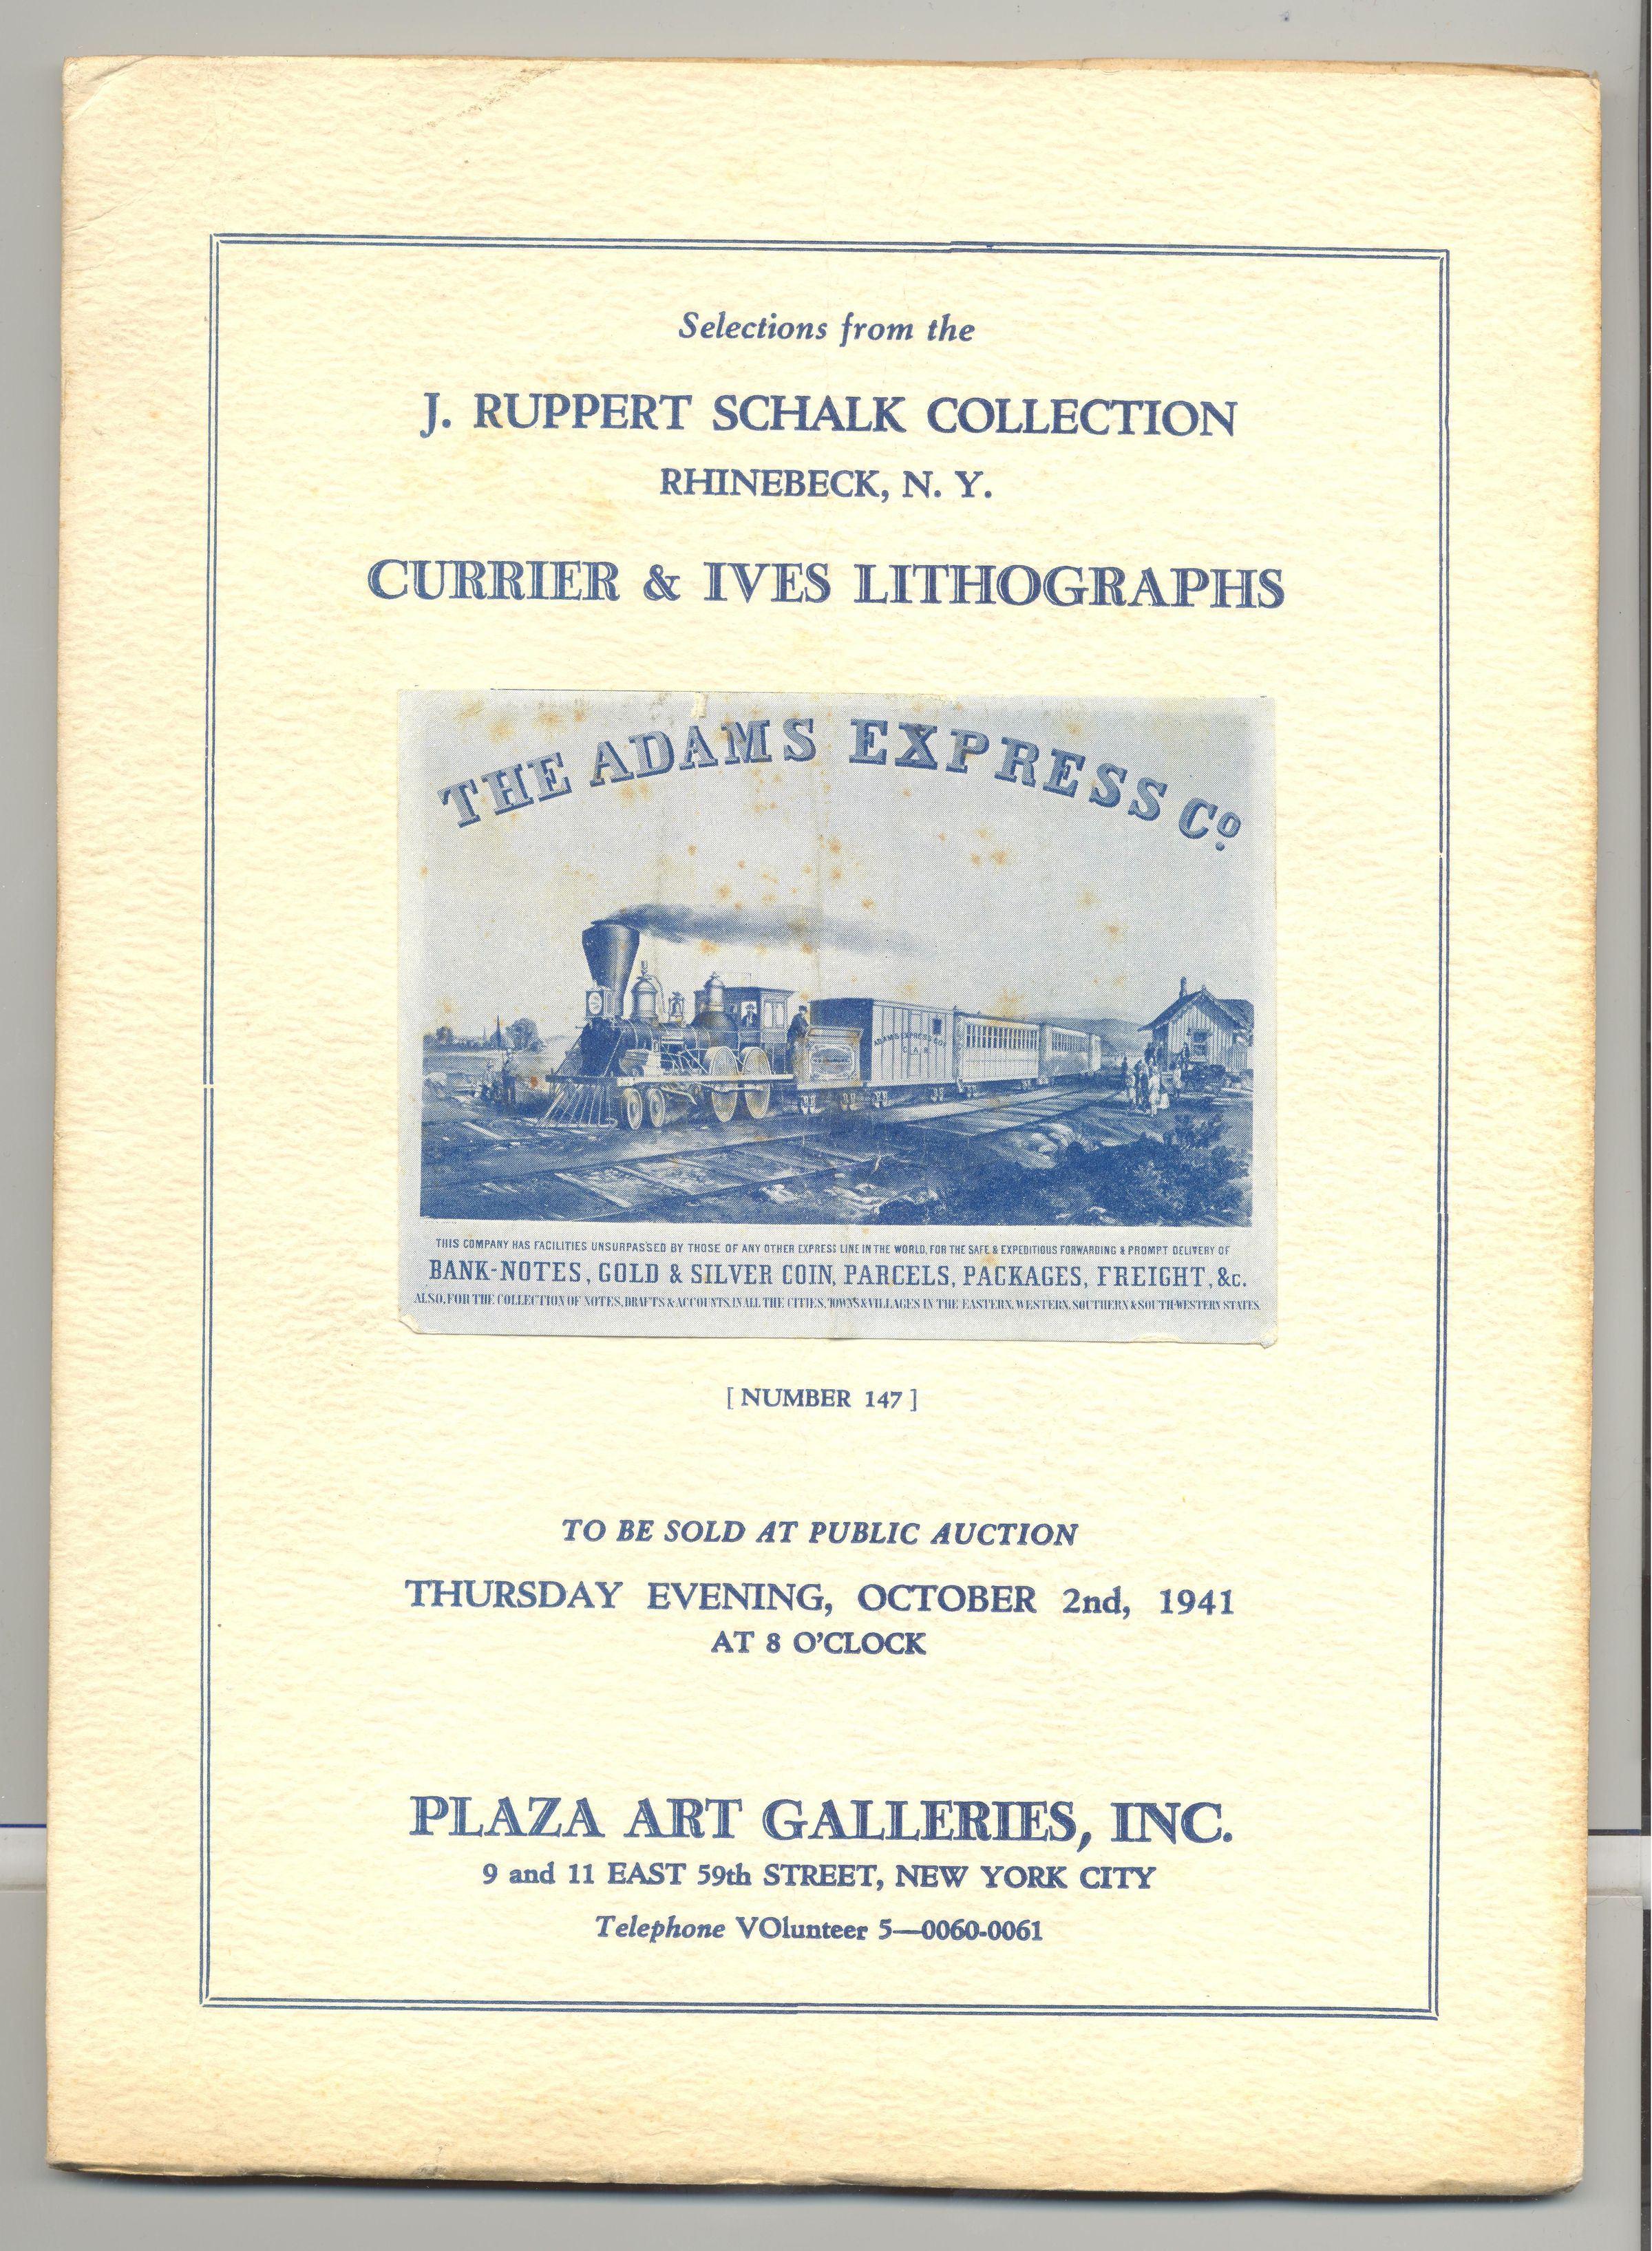 Selections from the
J. RUPPERT SCHALK COLLECTION
RHINEBECK, N. Y.
CURRIER & IVES LITHOGRAPHS
THE ADAMS EXPRESS Co.
ADAMS EXPRESS CO'S
CAR
THIS COMPANY HAS FACILITIES UNSURPASSED BY THOSE OF ANY OTHER EXPRESS LINE IN THE WORLD, FOR THE SAFE & EXPEDITIOUS FORWARDING & PROMPT DELIVERY OF
BANK-NOTES, GOLD & SILVER COIN, PARCELS, PACKAGES, FREIGHT, &c.
ALSO, FOR THE COLLECTION OF NOTES, DRAFTS & ACCOUNTS, IN ALL THE CITIES, TOWNS & VILLAGES IN THE EASTERN, WESTERN, SOUTHERN & SOUTH-WESTERN STATES.
[ NUMBER 147 ]
TO BE SOLD AT PUBLIC AUCTION
THURSDAY EVENING, OCTOBER 2nd, 1941
AT 8 O'CLOCK
PLAZA ART GALLERIES, INC.
9 and 11 EAST 59th STREET, NEW YORK CITY
Telephone VOlunteer 5—0060-0061